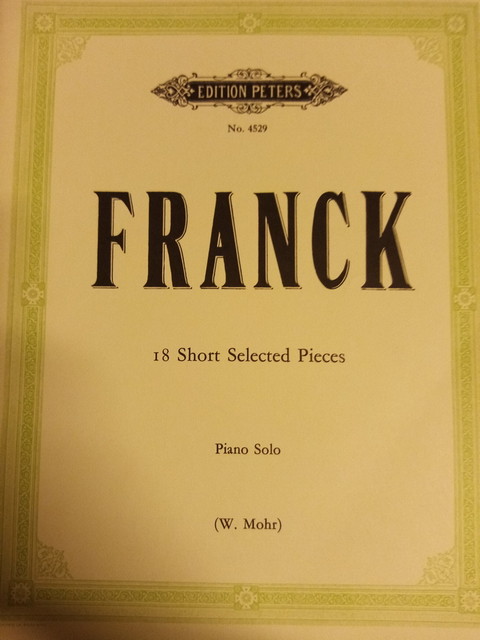 EDITION PETERS
No. 4529
FRANCK
18 Short Selected Pieces
Piano Solo
(W. Mohr)